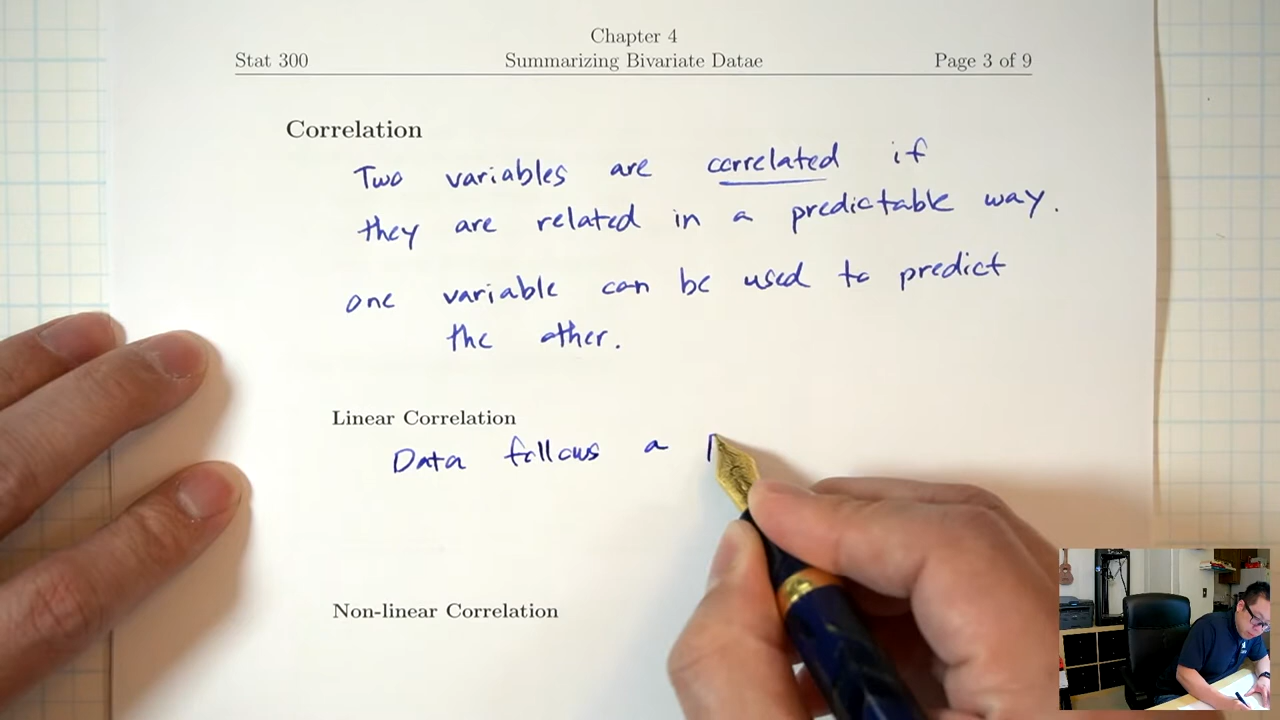 Chapter 4
Stat 300 Summarizing Bivariate Datae Page 3 of 9
Correlation
Two variables are correlated if
they are related in a predictable way.
one variable can be used to predict
the other.
Linear Correlation
Data follows a
Non-linear Correlation